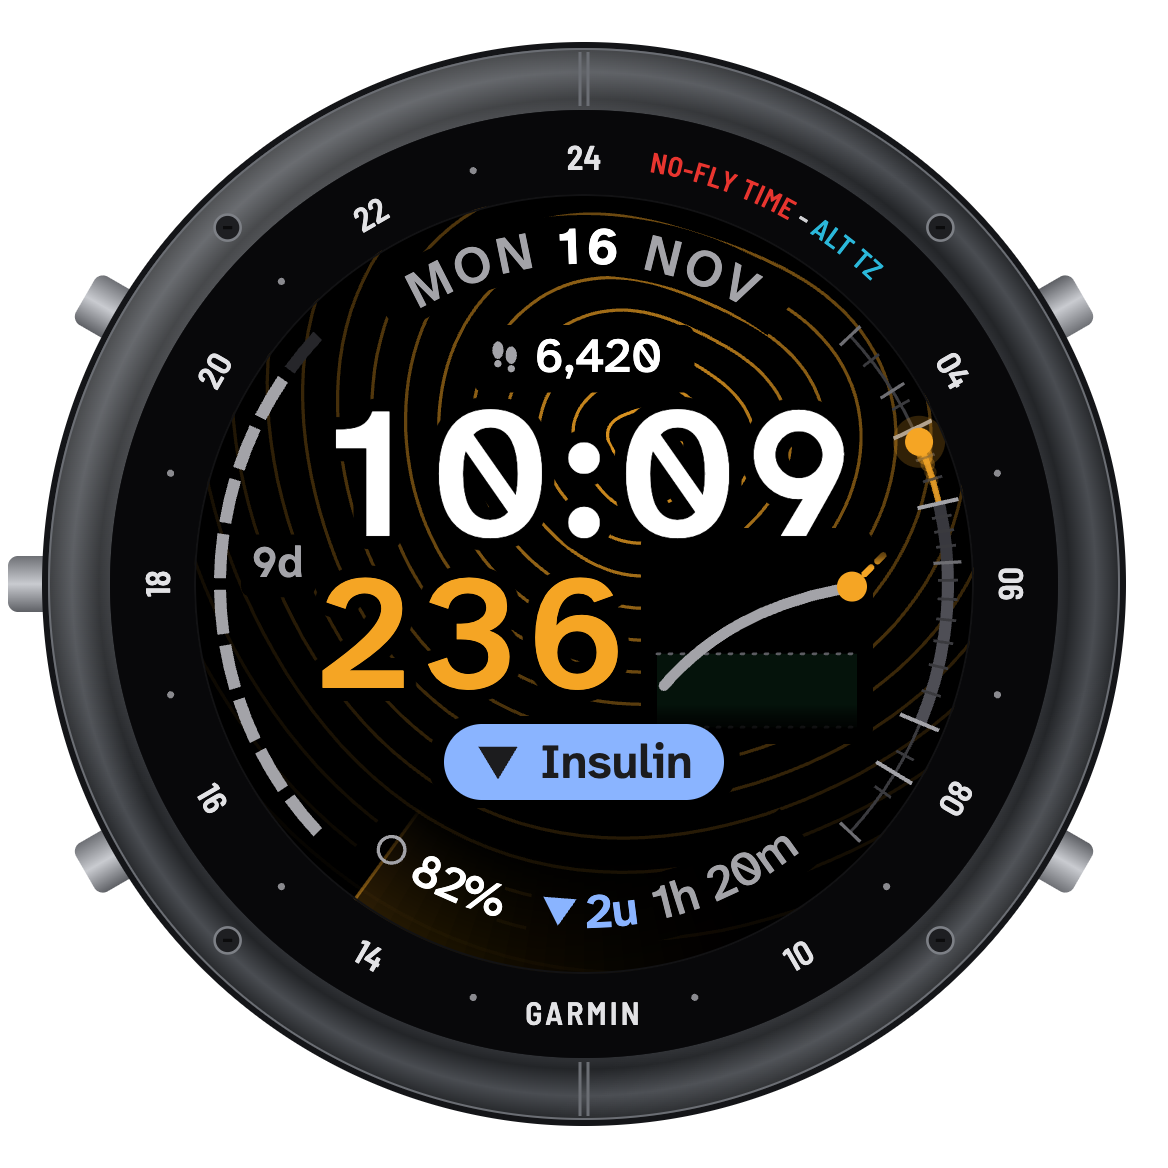 24
NO-FLY TIME - ALT TZ
22
MON 16 NOV
6,420
20
04
10:09
9d
18
06
236
Insulin
16
08
82% 2u 1h 20m
14
10
GARMIN